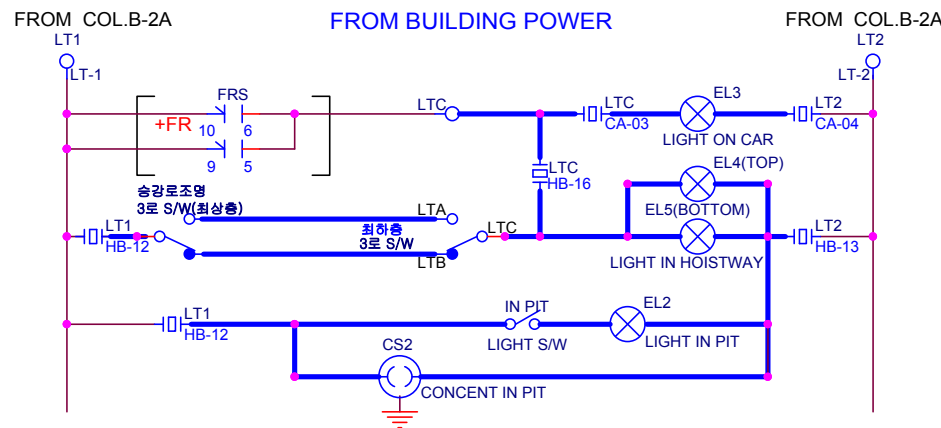 FROM COL.B-2A
FROM BUILDING POWER
FROM COL.B-2A
LT1
LT2
LT-1
LT-2
FRS
+FR
10
6
9
5
LTC
LTC
CA-03
EL3
LIGHT ON CAR
LT2
CA-04
LTC
HB-16
EL4(TOP)
승강로조명
3로 S/W(최상층)
LTA
EL5(BOTTOM)
LT1
HB-12
최하층
3로 S/W
LTC
LTB
LIGHT IN HOISTWAY
LT2
HB-13
LT1
HB-12
IN PIT
LIGHT S/W
EL2
LIGHT IN PIT
CS2
CONCENT IN PIT